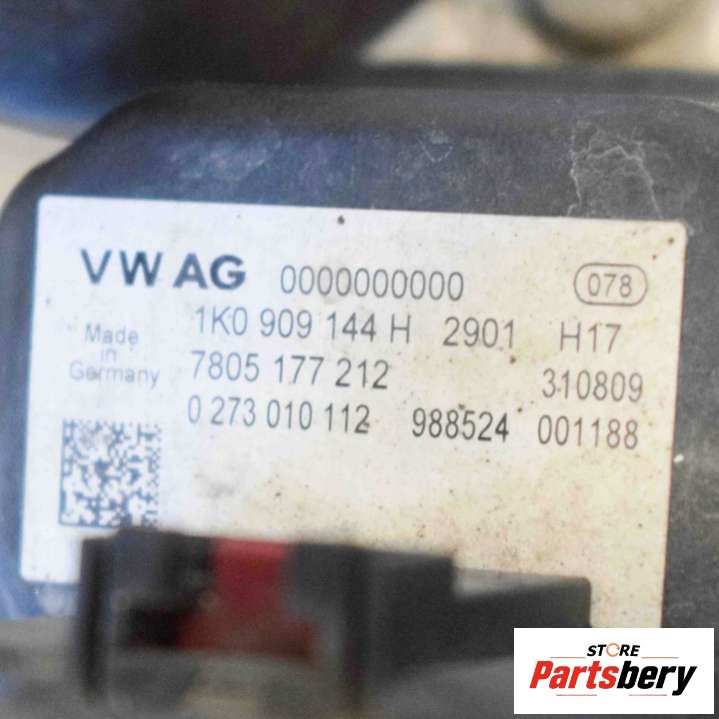 VW AG 0000000000 078
1K0 909 144 H 2901 H17
Made in Germany
7805 177 212 310809
0 273 010 112 988524 001188
STORE
Partsbery